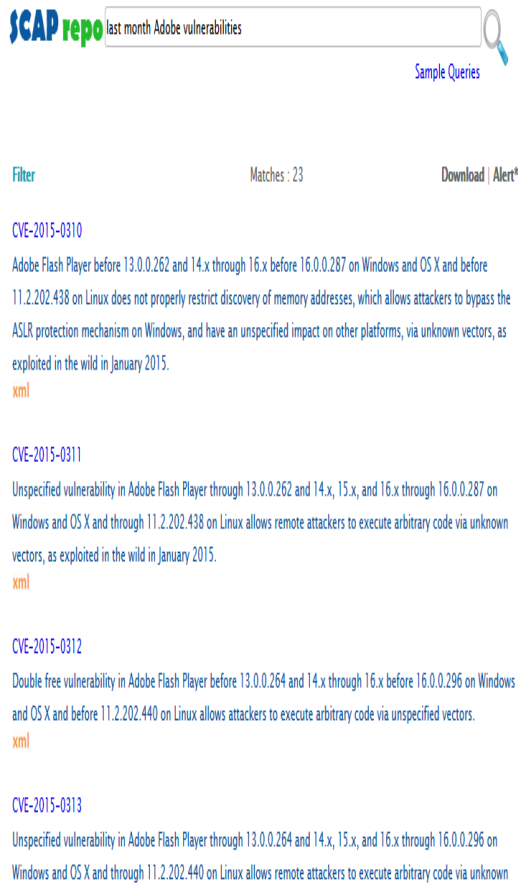 SCAP repo last month Adobe vulnerabilities
Sample Queries
Filter Matches : 23 Download | Alert*
CVE-2015-0310
Adobe Flash Player before 13.0.0.262 and 14.x through 16.x before 16.0.0.287 on Windows and OS X and before
11.2.202.438 on Linux does not properly restrict discovery of memory addresses, which allows attackers to bypass the
ASLR protection mechanism on Windows, and have an unspecified impact on other platforms, via unknown vectors, as
exploited in the wild in January 2015.
xml
CVE-2015-0311
Unspecified vulnerability in Adobe Flash Player through 13.0.0.262 and 14.x, 15.x, and 16.x through 16.0.0.287 on
Windows and OS X and through 11.2.202.438 on Linux allows remote attackers to execute arbitrary code via unknown
vectors, as exploited in the wild in January 2015.
xml
CVE-2015-0312
Double free vulnerability in Adobe Flash Player before 13.0.0.264 and 14.x through 16.x before 16.0.0.296 on Windows
and OS X and before 11.2.202.440 on Linux allows attackers to execute arbitrary code via unspecified vectors.
xml
CVE-2015-0313
Unspecified vulnerability in Adobe Flash Player through 13.0.0.264 and 14.x, 15.x, and 16.x through 16.0.0.296 on
Windows and OS X and through 11.2.202.440 on Linux allows remote attackers to execute arbitrary code via unknown